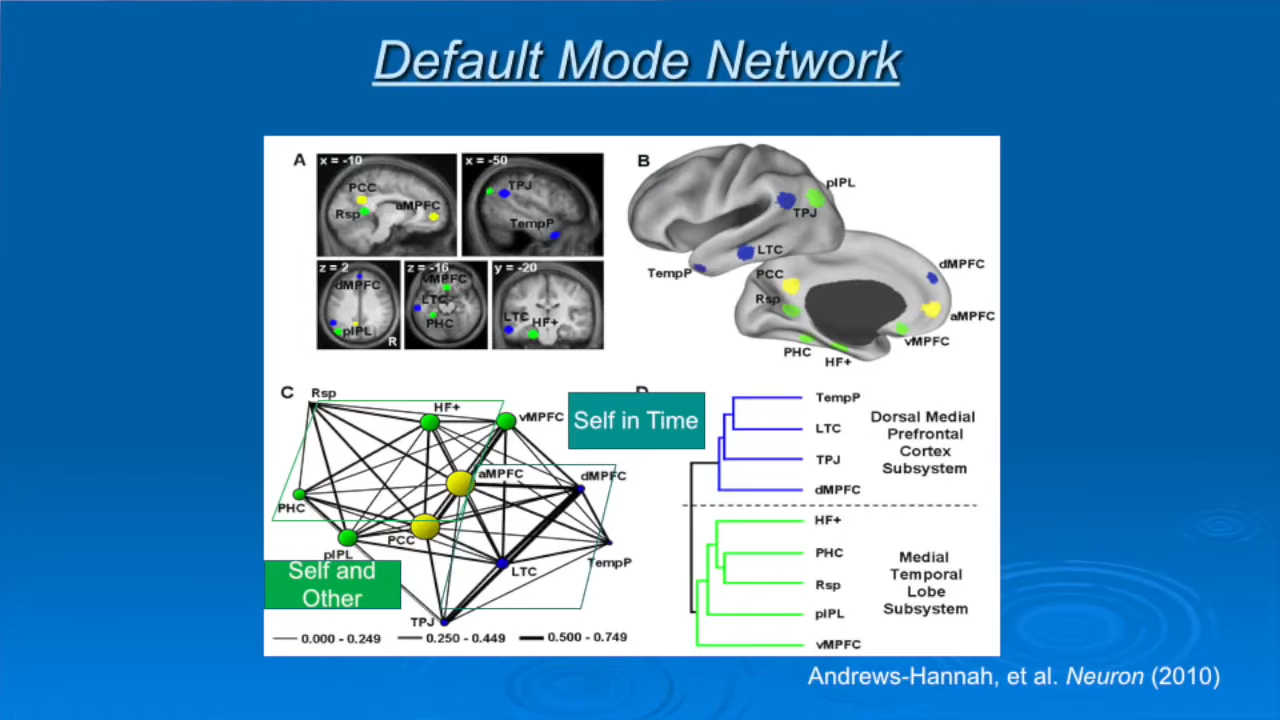 Default Mode Network
A
x = -10
PCC
Rsp
aMPFC
x = -50
TPJ
TempP
z = 2
dMPFC
pIPL
R
z = -16
vMPFC
LTC
PHC
y = -20
LTC
HF+
B
pIPL
TPJ
LTC
TempP
PCC
Rsp
PHC
HF+
dMPFC
aMPFC
vMPFC
C
Rsp
HF+
vMPFC
aMPFC
dMPFC
PHC
PCC
pIPL
TempP
LTC
TPJ
0.000 - 0.249
0.250 - 0.449
0.500 - 0.749
Self in Time
Self and
Other
TempP
LTC
TPJ
dMPFC
Dorsal Medial
Prefrontal
Cortex
Subsystem
HF+
PHC
Rsp
pIPL
vMPFC
Medial
Temporal
Lobe
Subsystem
Andrews-Hannah, et al. Neuron (2010)